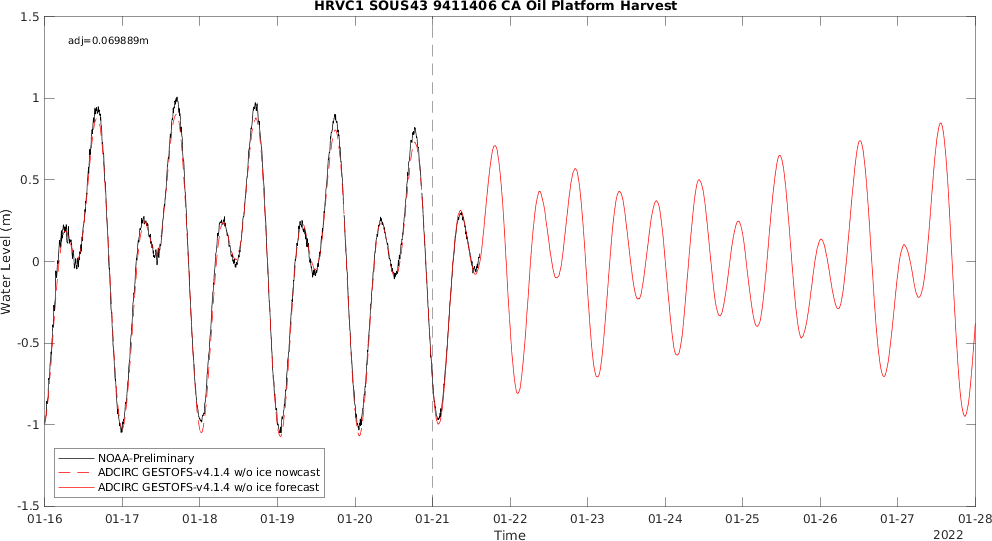 HRVC1 SOUS43 9411406 CA Oil Platform Harvest
adj=0.069889m
Water Level (m)
1.5
1
0.5
0
-0.5
-1
-1.5
NOAA-Preliminary
ADCIRC GESTOFS-v4.1.4 w/o ice nowcast
ADCIRC GESTOFS-v4.1.4 w/o ice forecast
01-16 01-17 01-18 01-19 01-20 01-21 01-22 01-23 01-24 01-25 01-26 01-27 01-28
Time
2022